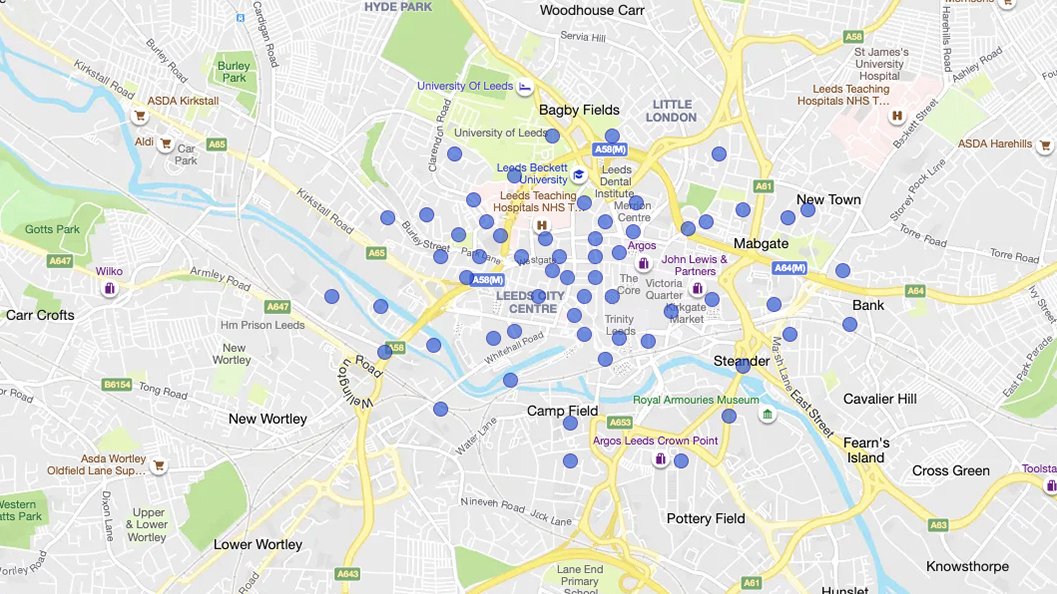 HYDE PARK
Woodhouse Carr
Morrisons
Cardigan Road
Servia Hill
A58
Harehills Road
Burley Road
Burley
Park
St James's
University
Hospital
Ashley Road
Kirkstall Road
University Of Leeds
Leeds Teaching
Hospitals NHS T...
ASDA Kirkstall
Bagby Fields
LITTLE
LONDON
Beckett Street
H
Aldi
Car
Park
A65
Clarendon Road
University of Leeds
A58(M)
ASDA Harehills
Leeds Beckett
University
Leeds
Dental
Institute
Storey Rock Line
A61
New Town
Kirkstall Road
Leeds Teaching
Hospitals NHS T...
H
Merrion
Centre
Gotts Park
Burley Street
Torre Road
Torre Road
A647
A65
Park Lane
Westgate
Argos
Mabgate
John Lewis &
Partners
A64(M)
Wilko
Armley Road
A58(M)
The
Core
Victoria
Quarter
A64
Ivy Street
Carr Crofts
A647
LEEDS CITY
CENTRE
Kirkgate
Market
Bank
Hm Prison Leeds
Trinity
Leeds
New
Wortley
A58
Whitehall Road
Marsh Lane
Steander
East Park Parade
Wellington
Road
B6154
Tong Road
East Street
Royal Armouries Museum
Cavalier Hill
New Wortley
Camp Field
A653
Water Lane
Argos Leeds Crown Point
Fearn's
Island
Asda Wortley
Oldfield Lane Sup...
Cross Green
Dixon Lane
Western
Upper
& Lower
Wortley
Nineveh Road
Jack Lane
Pottery Field
A63
Lower Wortley
Road
A643
Lane End
Primary
School
A61
Knowsthorpe
Hunslet